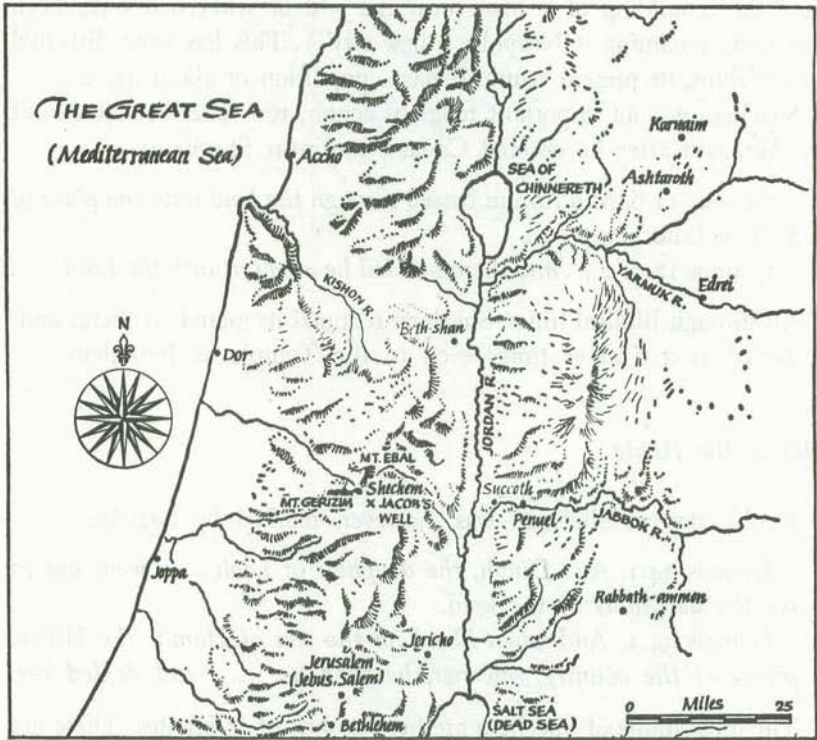 THE GREAT SEA
(Mediterranean Sea)
Accho
SEA OF
CHINNERETH
Karnaim
Ashtaroth
KISHON R.
YARMUK R.
Edrei
Beth Shan
N
Dor
JORDAN R.
MT. EBAL
MT. GERIZIM
Shechem
JACOB'S
WELL
Succoth
Penuel
JABBOK R.
Joppa
Rabbath-ammon
Jericho
Jerusalem
(Jebus, Salem)
Bethlehem
SALT SEA
(DEAD SEA)
0 Miles 25